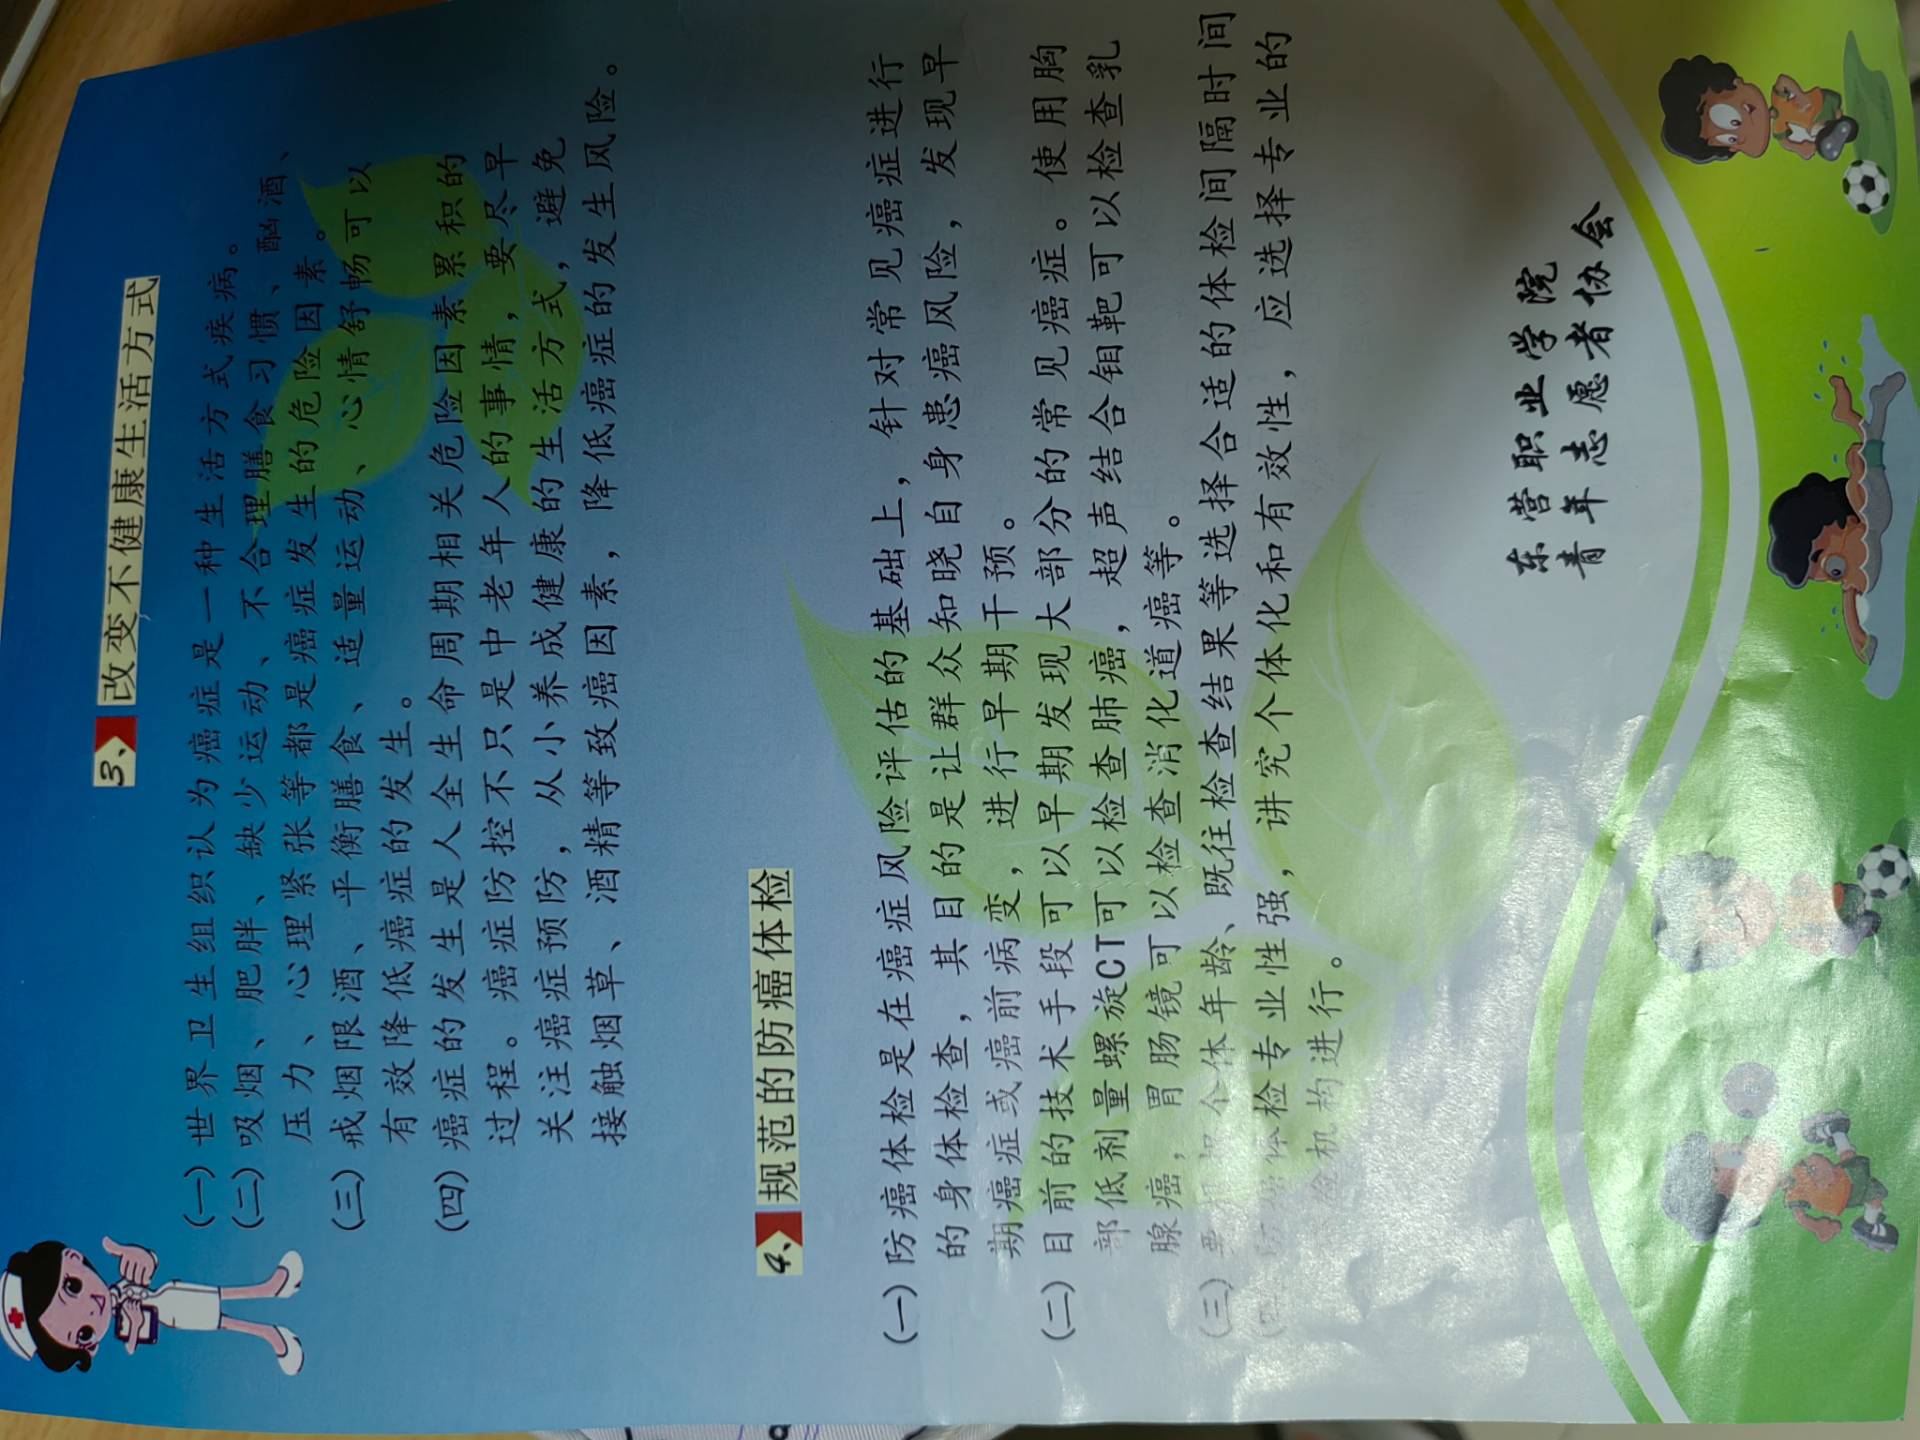 3、改变不健康生活方式
(一)世界卫生组织认为癌症是一种生活方式疾病。
(二)吸烟、肥胖、缺少运动、不合理膳食习惯、酗酒、
压力、心理紧张等都是癌症发生的危险因素。
(三)戒烟限酒、平衡膳食、适量运动、心情舒畅可以
有效降低癌症的发生。
(四)癌症的发生是人全生命周期相关危险因素累积的
过程。癌症防控不只是中老年人的事情,要尽早
关注癌症预防,从小养成健康的生活方式,避免
接触烟草、酒精等致癌因素,降低癌症的发生风险。
4、规范的防癌体检
(一)防癌体检是在癌症风险评估的基础上,针对常见癌症进行
的身体检查,其目的是让群众知晓自身患癌风险,发现早
期癌症或癌前病变,进行早期干预。
(二)目前的技术手段可以早期发现大部分的常见癌症。使用胸
部低剂量螺旋CT可以检查肺癌,超声结合钼靶可以检查乳
腺癌,胃肠镜可以检查消化道癌等。
(三)要根据个体年龄、既往检查结果等选择合适的体检间隔时间
防癌体检专业性强,讲究个体化和有效性,应选择专业的
机构进行。
东营职业学院
青年志愿者协会